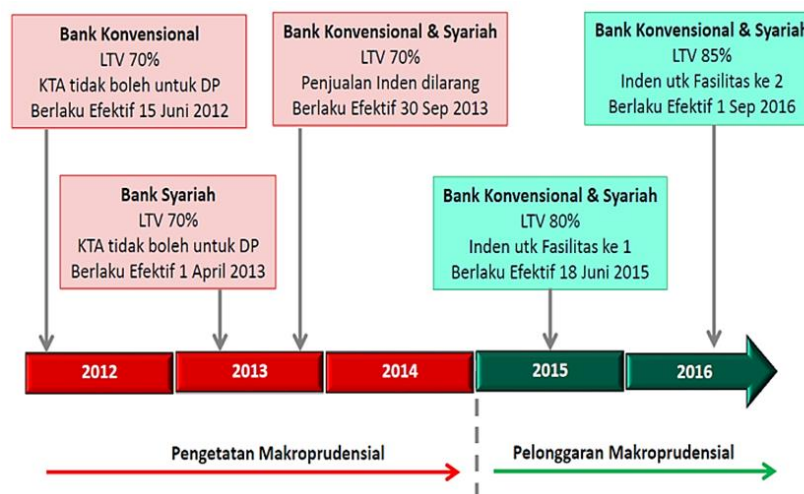 Bank Konvensional
LTV 70%
KTA tidak boleh untuk DP
Berlaku Efektif 15 Juni 2012
Bank Konvensional & Syariah
LTV 70%
Penjualan Inden dilarang
Berlaku Efektif 30 Sep 2013
Bank Konvensional & Syariah
LTV 85%
Inden utk Fasilitas ke 2
Berlaku Efektif 1 Sep 2016
Bank Syariah
LTV 70%
KTA tidak boleh untuk DP
Berlaku Efektif 1 April 2013
Bank Konvensional & Syariah
LTV 80%
Inden utk Fasilitas ke 1
Berlaku Efektif 18 Juni 2015
2012
2013
2014
2015
2016
Pengetatan Makroprudensial
Pelonggaran Makroprudensial